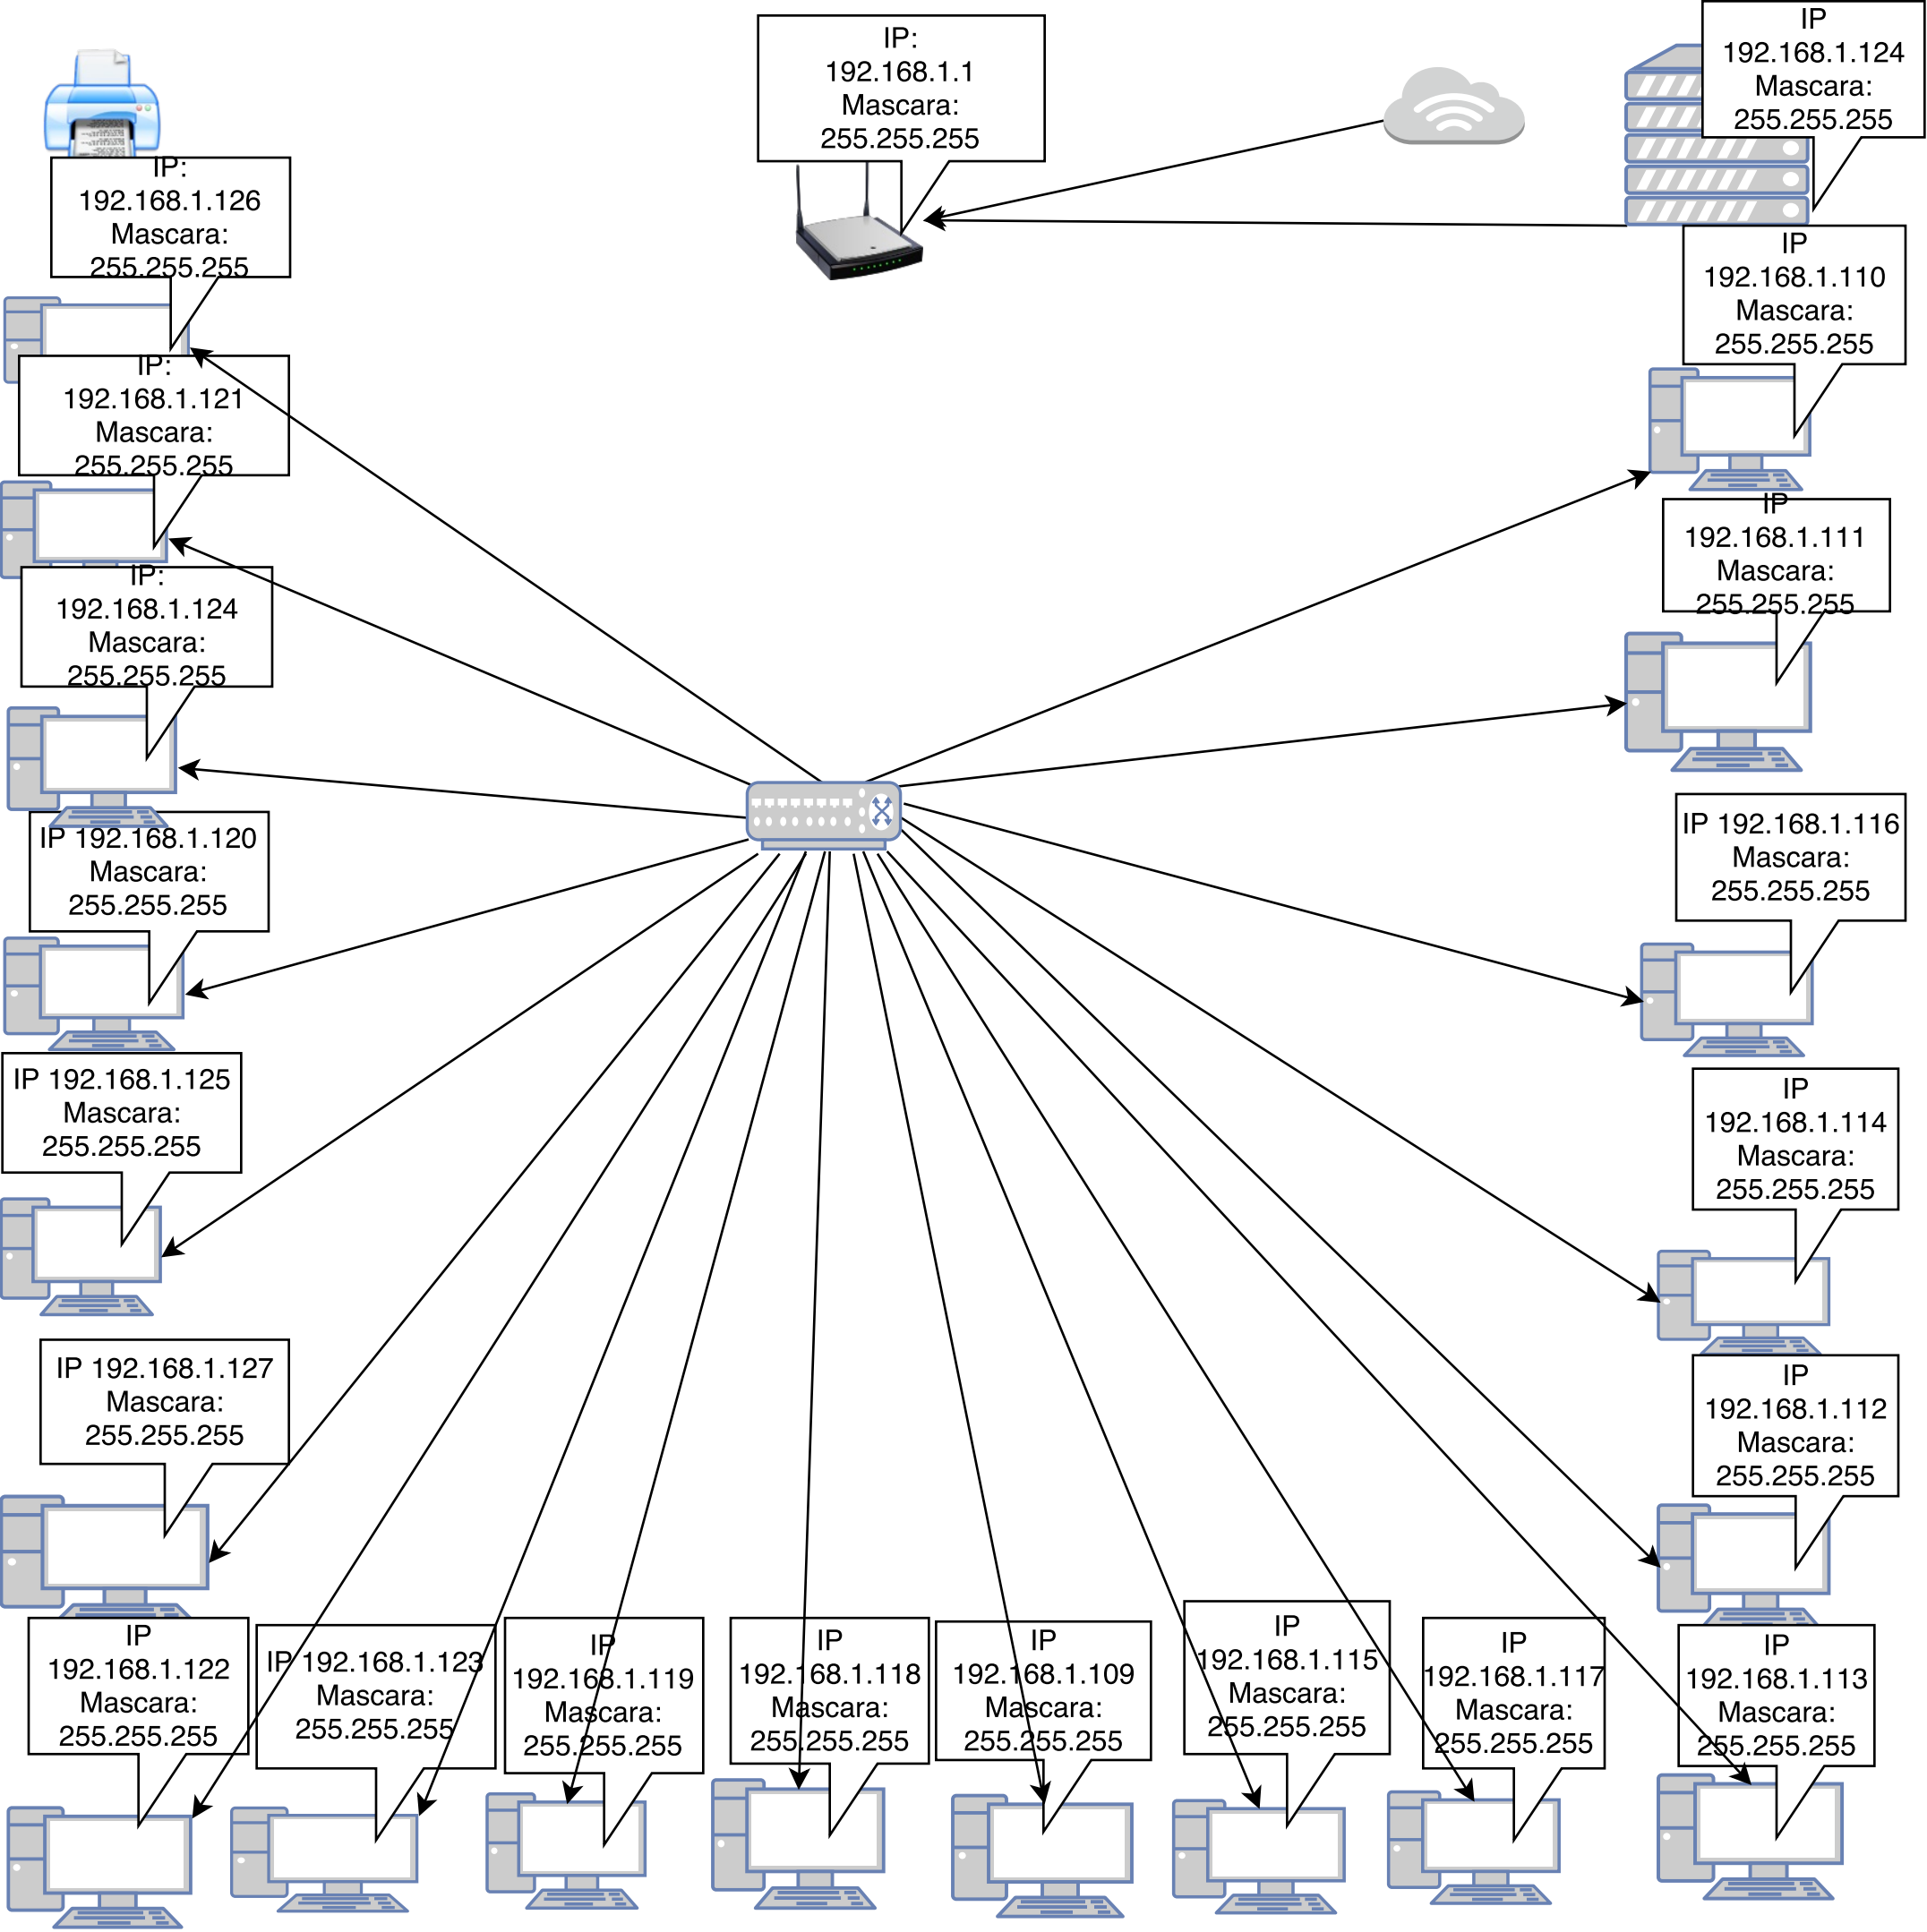 IP:
192.168.1.1
Mascara:
255.255.255
IP
192.168.1.124
Mascara:
255.255.255
IP:
192.168.1.126
Mascara:
255.255.255
IP
192.168.1.110
Mascara:
255.255.255
IP:
192.168.1.121
Mascara:
255.255.255
IP
192.168.1.111
Mascara:
255.255.255
IP:
192.168.1.124
Mascara:
255.255.255
IP 192.168.1.120
Mascara:
255.255.255
IP 192.168.1.116
Mascara:
255.255.255
IP 192.168.1.125
Mascara:
255.255.255
IP
192.168.1.114
Mascara:
255.255.255
IP 192.168.1.127
Mascara:
255.255.255
IP
192.168.1.112
Mascara:
255.255.255
IP
192.168.1.122
Mascara:
255.255.255
IP 192.168.1.123
Mascara:
255.255.255
IP
192.168.1.119
Mascara:
255.255.255
IP
192.168.1.118
Mascara:
255.255.255
IP
192.168.1.109
Mascara:
255.255.255
IP
192.168.1.115
Mascara:
255.255.255
IP
192.168.1.117
Mascara:
255.255.255
IP
192.168.1.113
Mascara:
255.255.255